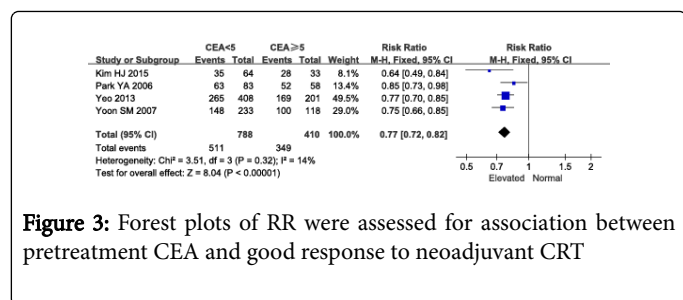 CEA<5 CEA≥5 Risk Ratio Risk Ratio
Study or Subgroup Events Total Events Total Weight M-H, Fixed, 95% CI M-H, Fixed, 95% CI
Kim HJ 2015 35 64 28 33 8.1% 0.64 [0.49, 0.84]
Park YA 2006 63 83 52 58 13.4% 0.85 [0.73, 0.98]
Yeo 2013 265 408 169 201 49.5% 0.77 [0.70, 0.85]
Yoon SM 2007 148 233 100 118 29.0% 0.75 [0.66, 0.85]
Total (95% CI) 788 410 100.0% 0.77 [0.72, 0.82]
Total events 511 349
Heterogeneity: Chi² = 3.51, df = 3 (P = 0.32); I² = 14%
Test for overall effect: Z = 8.04 (P < 0.00001)
0.5 0.7 1 1.5 2
Elevated Normal
Figure 3: Forest plots of RR were assessed for association between
pretreatment CEA and good response to neoadjuvant CRT